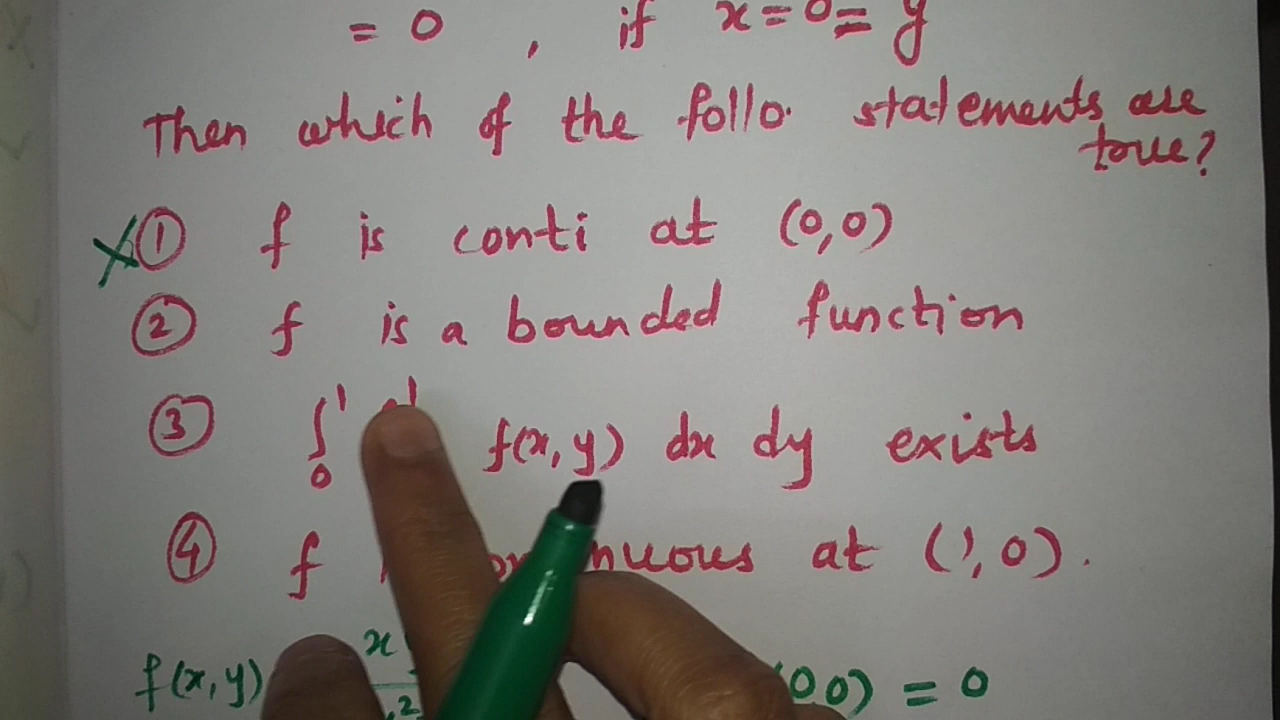 = 0 , if x = 0 = y
Then which of the follo. statements are
true?
① f is conti at (0,0)
② f is a bounded function
③ ∫₀¹ f(x,y) dx dy exists
④ f at (1,0).
f(x,y) x 0 0) = 0